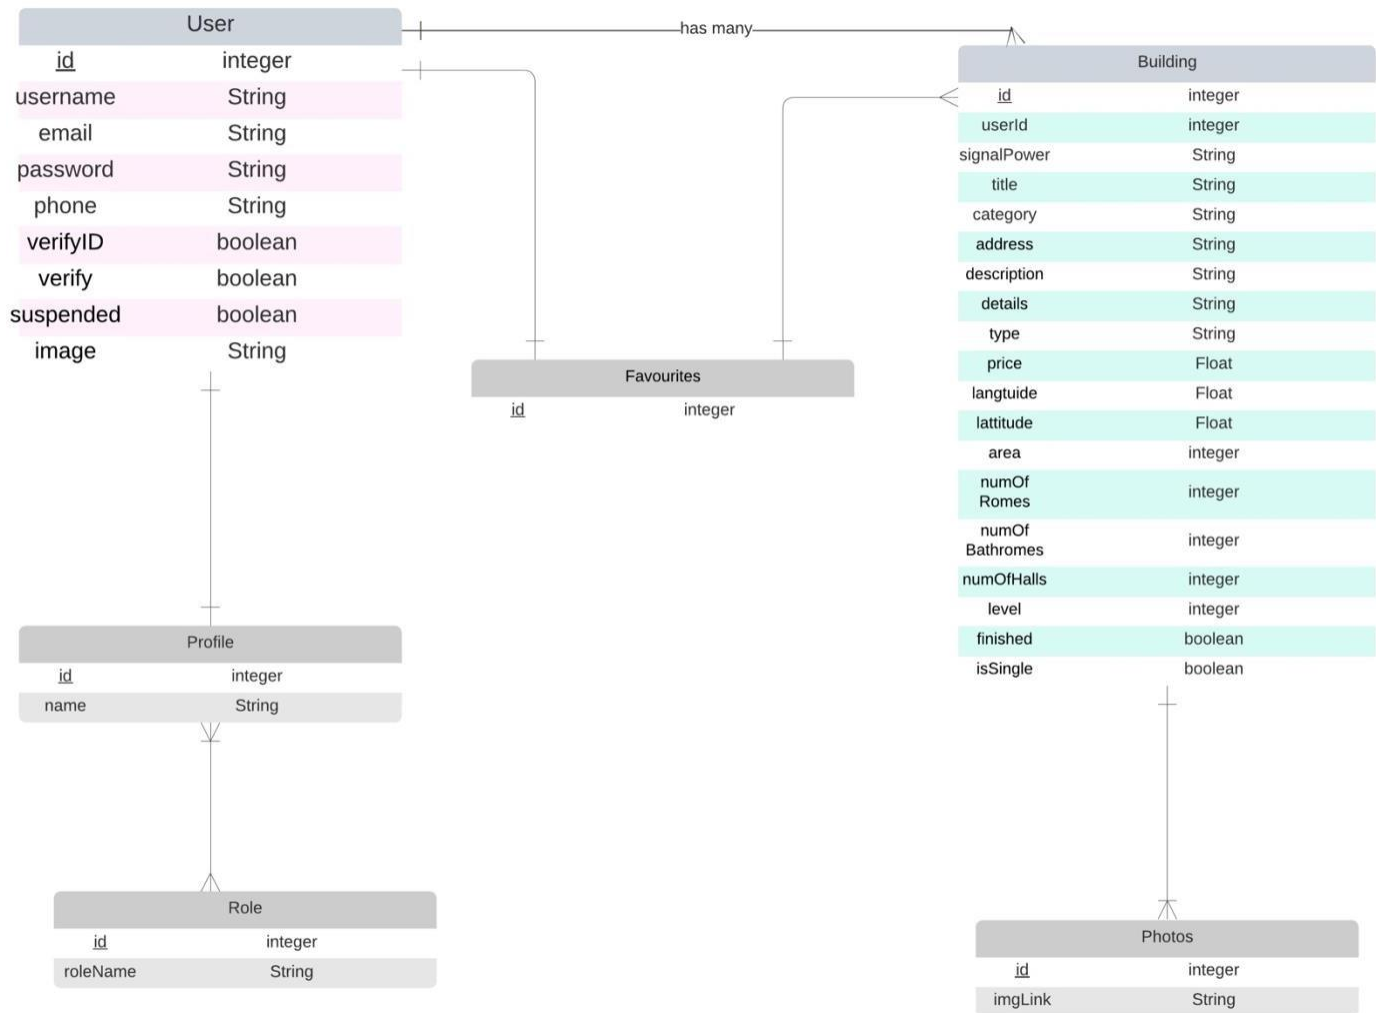 User
id integer
username String
email String
password String
phone String
verifyID boolean
verify boolean
suspended boolean
image String
has many
Building
id integer
userId integer
signalPower String
title String
category String
address String
description String
details String
type String
price Float
langtuide Float
lattitude Float
area integer
numOf
Romes integer
numOf
Bathromes integer
numOfHalls integer
level integer
finished boolean
isSingle boolean
Favourites
id integer
Profile
id integer
name String
Role
id integer
roleName String
Photos
id integer
imgLink String